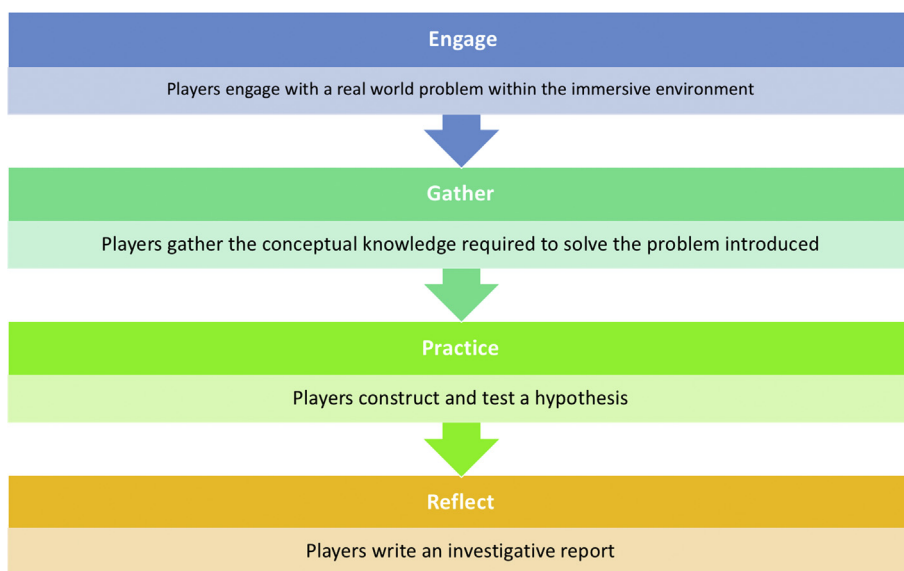 Engage
Players engage with a real world problem within the immersive environment
Gather
Players gather the conceptual knowledge required to solve the problem introduced
Practice
Players construct and test a hypothesis
Reflect
Players write an investigative report